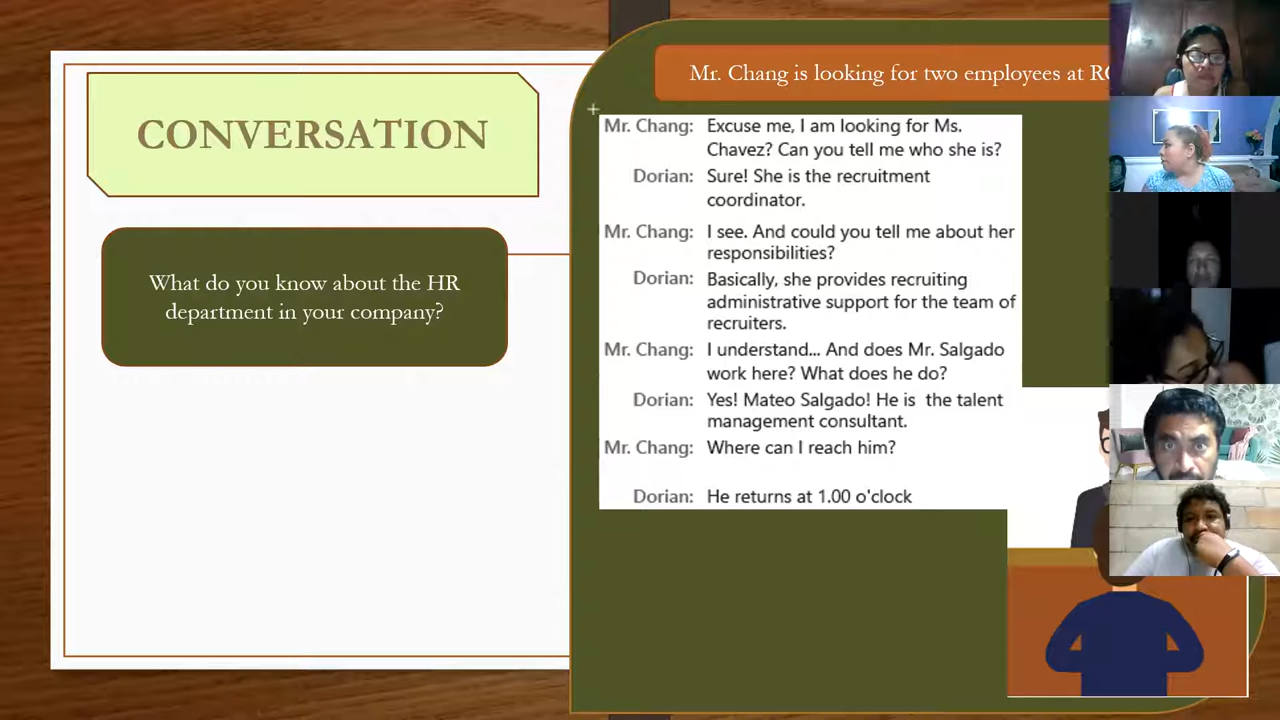 CONVERSATION
What do you know about the HR
department in your company?
Mr. Chang is looking for two employees at
Mr. Chang: Excuse me, I am looking for Ms.
Chavez? Can you tell me who she is?
Dorian: Sure! She is the recruitment
coordinator.
Mr. Chang: I see. And could you tell me about her
responsibilities?
Dorian: Basically, she provides recruiting
administrative support for the team of
recruiters.
Mr. Chang: I understand... And does Mr. Salgado
work here? What does he do?
Dorian: Yes! Mateo Salgado! He is the talent
management consultant.
Mr. Chang: Where can I reach him?
Dorian: He returns at 1.00 o'clock